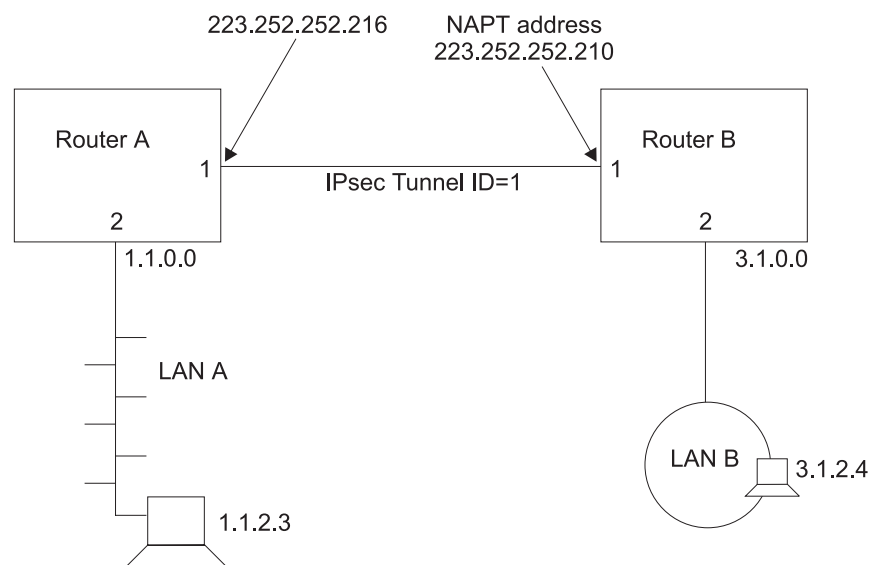 223.252.252.216
NAPT address
223.252.252.210
Router A
Router B
1
1
IPsec Tunnel ID=1
2
2
1.1.0.0
3.1.0.0
LAN A
LAN B
3.1.2.4
1.1.2.3